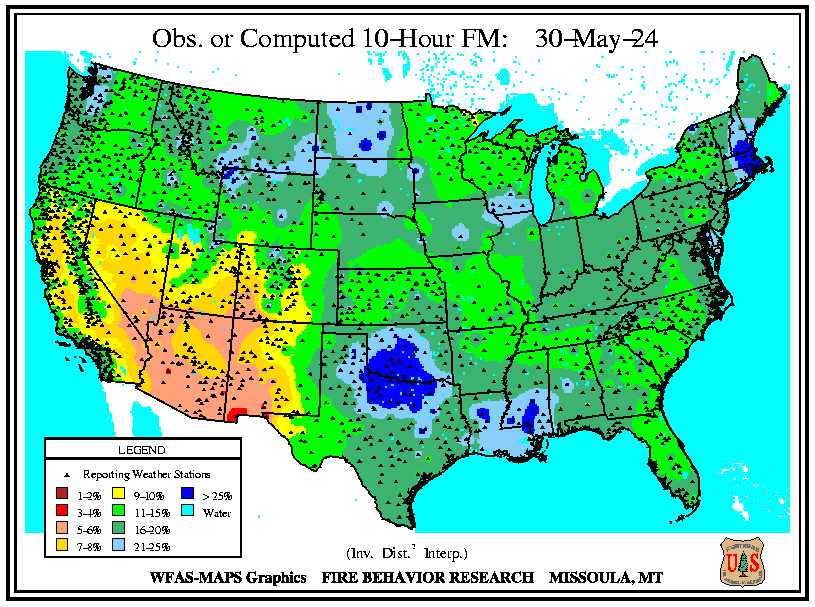 Obs. or Computed 10-Hour FM: 30-May-24
LEGEND
Reporting Weather Stations
1-2% 9-10% > 25%
3-4% 11-15% Water
5-6% 16-20%
7-8% 21-25%
(Inv. Dist.² Interp.)
WFAS-MAPS Graphics FIRE BEHAVIOR RESEARCH MISSOULA, MT
U S